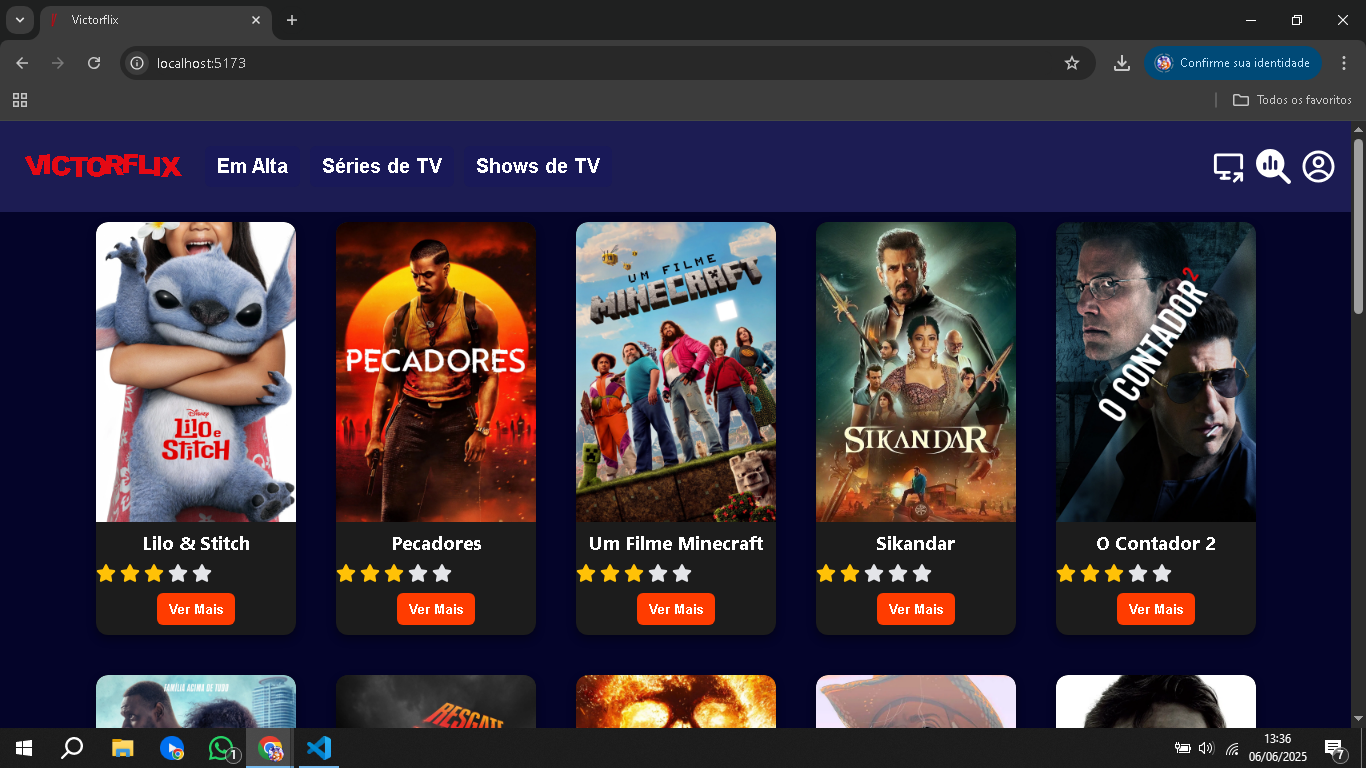 Victorflix
localhost:5173
Confirme sua identidade
Todos os favoritos
VICTORFLIX
Em Alta
Séries de TV
Shows de TV
Disney
LILO e
STITCH
PECADORES
UM FILME
MINECRAFT
SIKANDAR
O CONTADOR 2
Lilo & Stitch
Pecadores
Um Filme Minecraft
Sikandar
O Contador 2
Ver Mais
Ver Mais
Ver Mais
Ver Mais
Ver Mais
FAMÍLIA ACIMA DE TUDO
RESGATE
1
13:36
06/06/2025
7